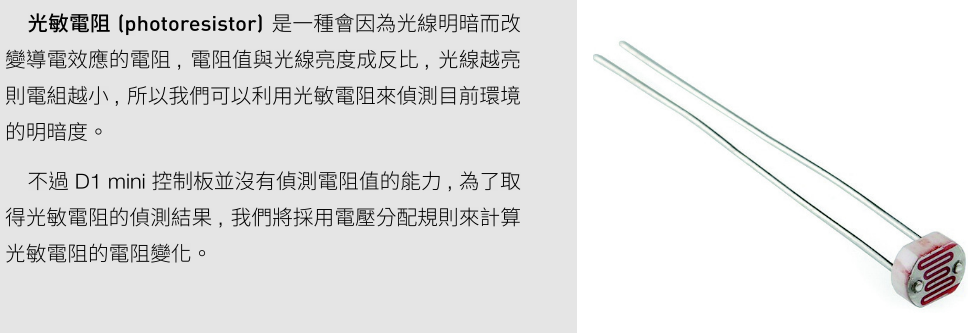 光敏電阻 (photoresistor) 是一種會因為光線明暗而改
變導電效應的電阻，電阻值與光線亮度成反比，光線越亮
則電組越小，所以我們可以利用光敏電阻來偵測目前環境
的明暗度。
不過 D1 mini 控制板並沒有偵測電阻值的能力，為了取
得光敏電阻的偵測結果，我們將採用電壓分配規則來計算
光敏電阻的電阻變化。